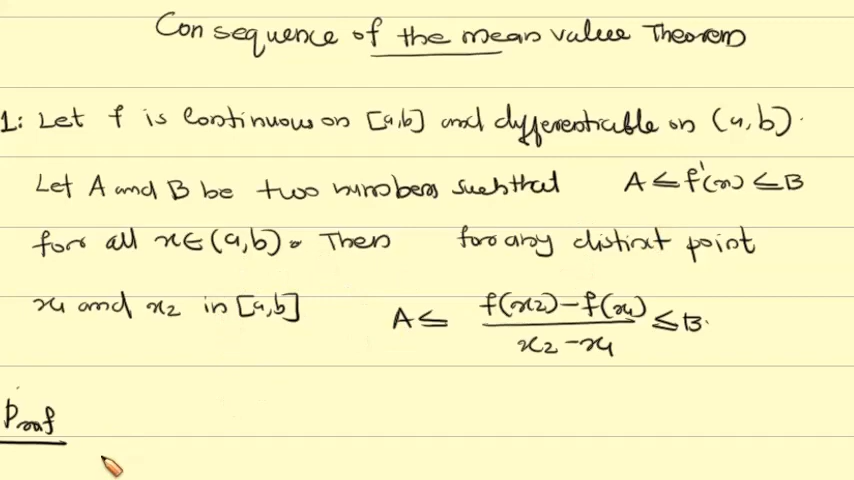 Consequence of the mean value Theorem
1: Let f is continuous on [a,b] and differentiable on (a,b).
Let A and B be two numbers such that A ≤ f'(x) ≤ B
for all x∈(a,b). Then for any distinct point
x₁ and x₂ in [a,b] A ≤ (f(x₂)-f(x₁))/(x₂-x₁) ≤ B.
Proof